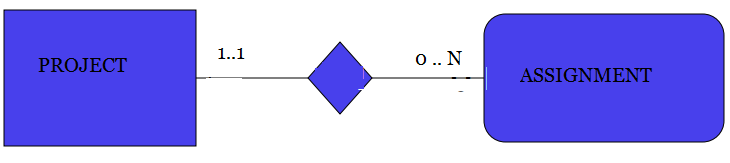 PROJECT
1..1
0 .. N
ASSIGNMENT